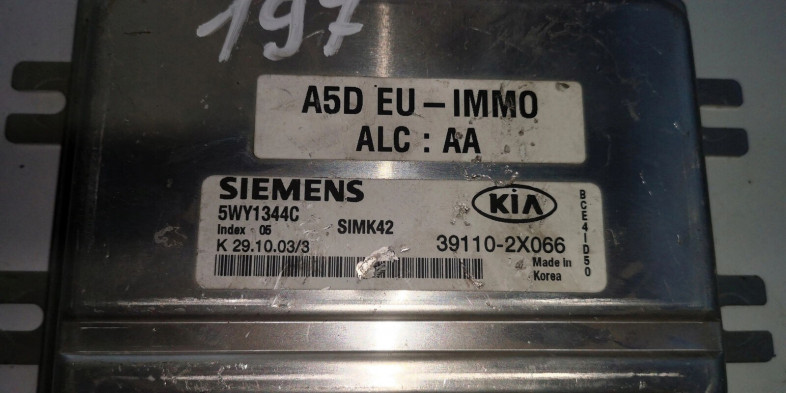 197
A5D EU – IMMO
ALC : AA
SIEMENS
KIA
5WY1344C
Index 05
SIMK42
K 29.10.03/3
39110-2X066
Made in
Korea
BCE4ID50